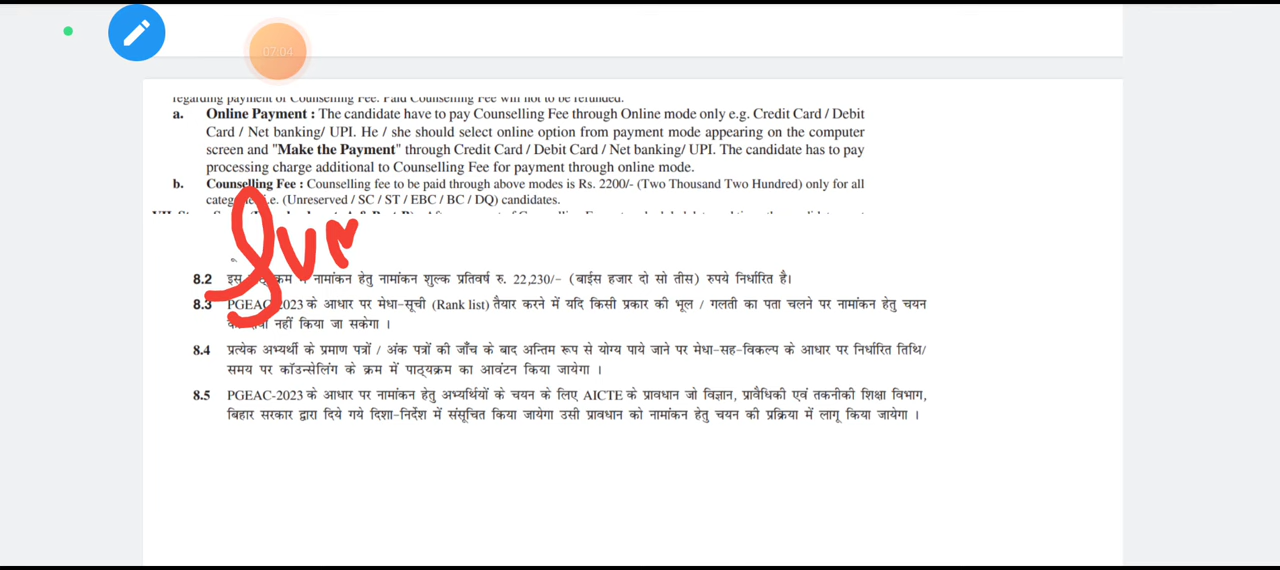 07:04
regarding payment of Counselling Fee. Paid Counselling Fee will not to be refunded.
a. Online Payment : The candidate have to pay Counselling Fee through Online mode only e.g. Credit Card / Debit
Card / Net banking/ UPI. He / she should select online option from payment mode appearing on the computer
screen and "Make the Payment" through Credit Card / Debit Card / Net banking/ UPI. The candidate has to pay
processing charge additional to Counselling Fee for payment through online mode.
b. Counselling Fee : Counselling fee to be paid through above modes is Rs. 2200/- (Two Thousand Two Hundred) only for all
i.e. (Unreserved / SC / ST / EBC / BC / DQ) candidates.
8.2 इस नामांकन हेतु नामांकन शुल्क प्रतिवर्ष रु. 22,230/- (बाईस हजार दो सो तीस) रुपये निर्धारित है।
8.3 PGEAC-2023 के आधार पर मेधा-सूची (Rank list) तैयार करने में यदि किसी प्रकार की भूल / गलती का पता चलने पर नामांकन हेतु चयन
नहीं किया जा सकेगा ।
8.4 प्रत्येक अभ्यर्थी के प्रमाण पत्रों / अंक पत्रों की जाँच के बाद अन्तिम रूप से योग्य पाये जाने पर मेधा-सह-विकल्प के आधार पर निर्धारित तिथि/
समय पर कॉउन्सेलिंग के क्रम में पाठ्यक्रम का आवंटन किया जायेगा ।
8.5 PGEAC-2023 के आधार पर नामांकन हेतु अभ्यर्थियों के चयन के लिए AICTE के प्रावधान जो विज्ञान, प्रावैधिकी एवं तकनीकी शिक्षा विभाग,
बिहार सरकार द्वारा दिये गये दिशा-निर्देश में संसूचित किया जायेगा उसी प्रावधान को नामांकन हेतु चयन की प्रक्रिया में लागू किया जायेगा ।